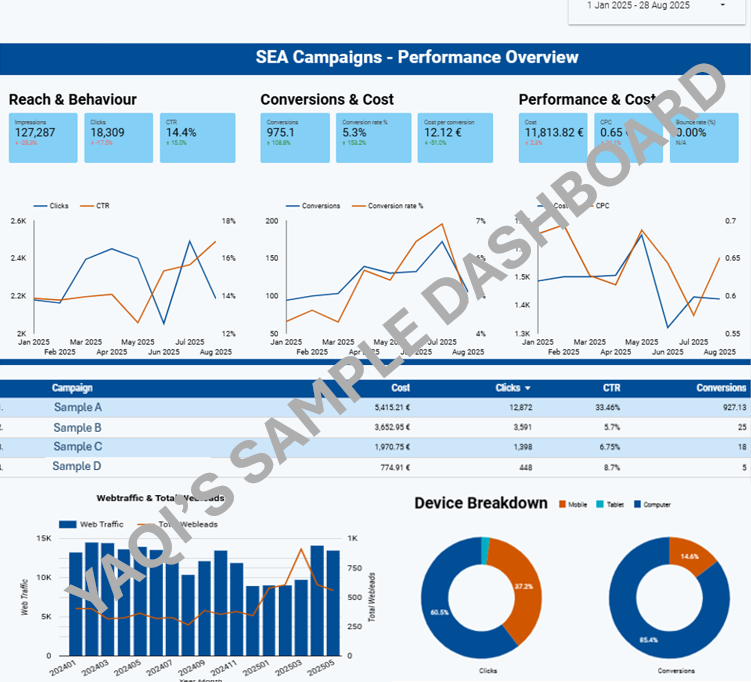 1 Jan 2025 - 28 Aug 2025
SEA Campaigns - Performance Overview
Reach & Behaviour
Conversions & Cost
Performance & Cost
Impressions
127,287
Clicks
18,309
CTR
14.4%
Conversions
975.1
108.8%
Conversion rate %
5.3%
153.2%
Cost per conversion
12.12 €
-51.0%
Cost
11,813.82 €
CPC
0.65
Bounce rate (%)
0.00%
N/A
Clicks CTR
2.6K
2.4K
2.2K
2K
18%
16%
14%
12%
Jan 2025 Mar 2025 May 2025 Jul 2025
Feb 2025 Apr 2025 Jun 2025 Aug 2025
Conversions Conversion rate %
200
150
100
50
7%
4%
Jan 2025 Mar 2025 May 2025 Jul 2025
Feb 2025 Jun 2025 Aug 2025
Cost CPC
1.5K
1.4K
1.3K
0.7
0.65
0.6
0.55
Jan 2025 Mar 2025 May 2025 Jul 2025
Feb 2025 Apr 2025 Jun 2025 Aug 2025
Campaign Cost Clicks CTR Conversions
Sample A 5,415.21 € 12,872 33.46% 927.13
2. Sample B 3,652.95 € 3,591 5.7% 25
3. Sample C 1,970.75 € 1,398 6.75% 18
4. Sample D 774.91 € 448 8.7% 5
Webtraffic & Total Webleads
Web Traffic Total Webleads
15K
10K
5K
0
Web Traffic
1K
750
500
250
0
Total Webleads
202401 202403 202405 202407 202409 202411 202501 202503 202505
Year Month
Device Breakdown
Mobile Tablet Computer
37.2%
60.5%
Clicks
14.6%
85.4%
Conversions
YAQI'S SAMPLE DASHBOARD